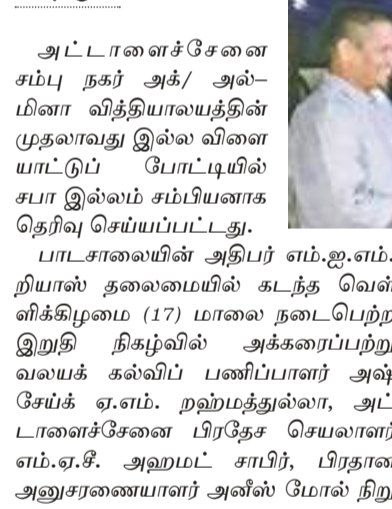 அட்டாளைச்சேனை
சம்பு நகர் அக்/ அல்–
மினா வித்தியாலயத்தின்
முதலாவது இல்ல விளை
யாட்டுப் போட்டியில்
சபா இல்லம் சம்பியனாக
தெரிவு செய்யப்பட்டது.
பாடசாலையின் அதிபர் எம்.ஐ.எம்.
றியாஸ் தலைமையில் கடந்த வெள்
ளிக்கிழமை (17) மாலை நடைபெற்ற
இறுதி நிகழ்வில் அக்கரைப்பற்று
வலயக் கல்விப் பணிப்பாளர் அஷ்
சேய்க் ஏ.எம். றஹ்மத்துல்லா, அட்
டாளைச்சேனை பிரதேச செயலாளர்
எம்.ஏ.சீ. அஹமட் சாபிர், பிரதான
அனுசரணையாளர் அனீஸ் மோல் நிறு